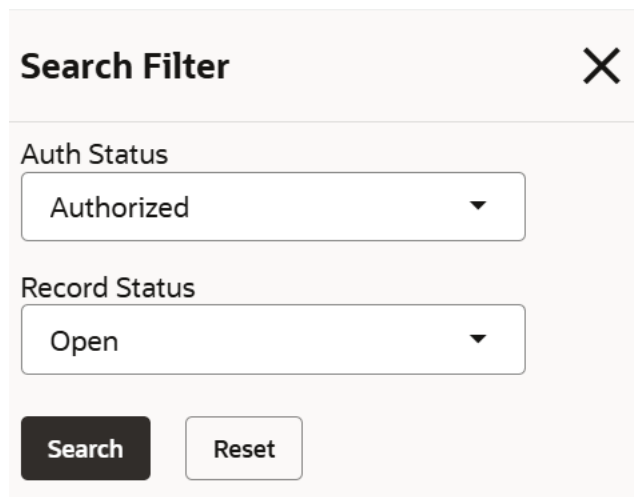 Search Filter
Auth Status
Authorized
Record Status
Open
Search Reset